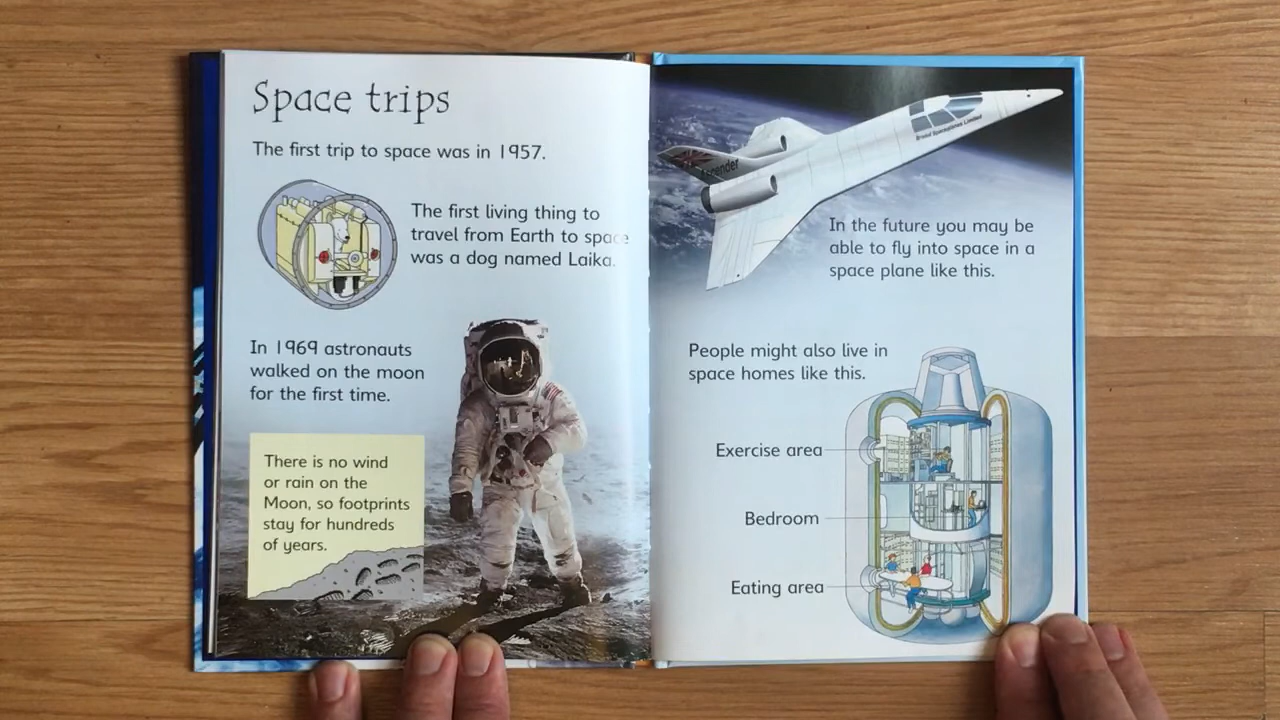 Space trips
The first trip to space was in 1957.
The first living thing to
travel from Earth to space
was a dog named Laika.
In 1969 astronauts
walked on the moon
for the first time.
There is no wind
or rain on the
Moon, so footprints
stay for hundreds
of years.
Bristol Spaceplanes Limited
Ascender
In the future you may be
able to fly into space in a
space plane like this.
People might also live in
space homes like this.
Exercise area
Bedroom
Eating area